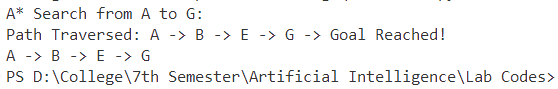 A* Search from A to G:
Path Traversed: A -> B -> E -> G -> Goal Reached!
A -> B -> E -> G
PS D:\College\7th Semester\Artificial Intelligence\Lab Codes>